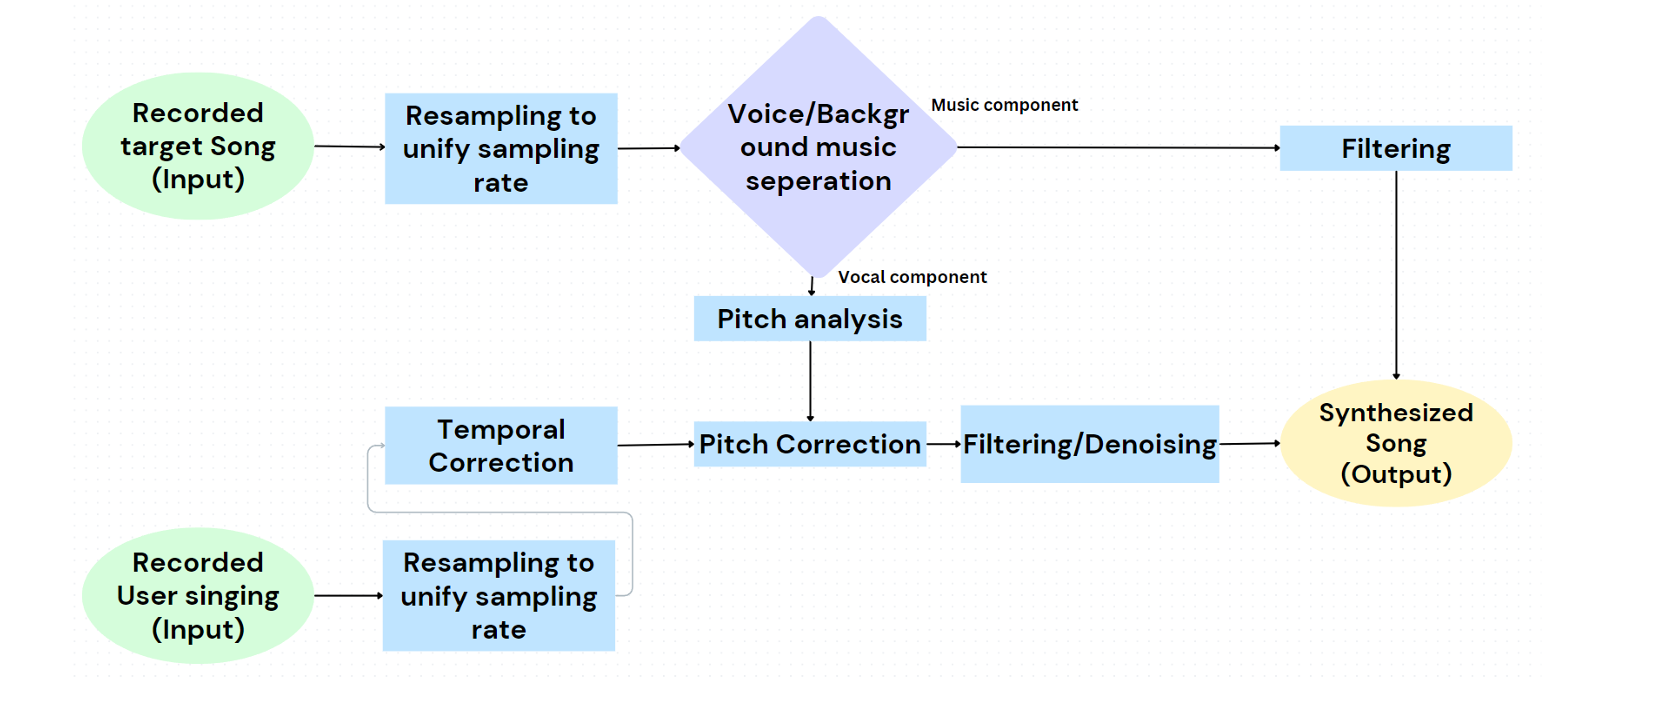 Recorded
target Song
(Input)
Resampling to
unify sampling
rate
Voice/Backgr
ound music
seperation
Music component
Filtering
Vocal component
Pitch analysis
Temporal
Correction
Pitch Correction
Filtering/Denoising
Synthesized
Song
(Output)
Recorded
User singing
(Input)
Resampling to
unify sampling
rate